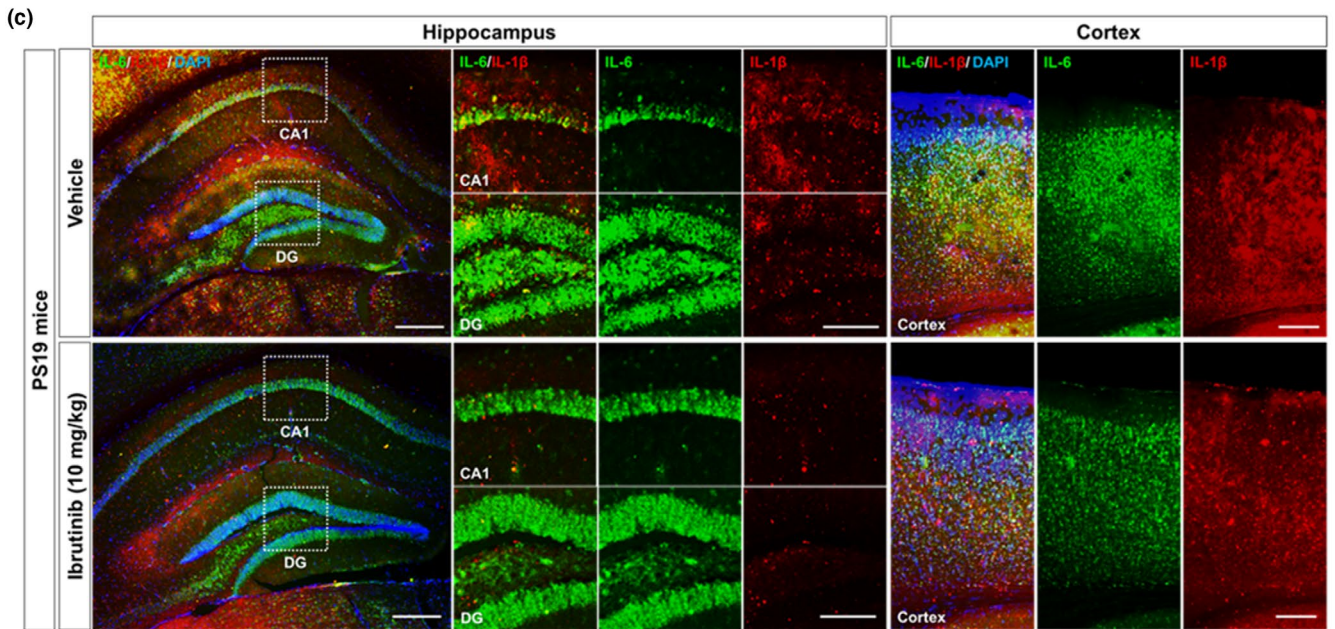 (c)
Hippocampus
Cortex
PS19 mice
Vehicle
IL-6/IL-1β/DAPI
CA1
DG
IL-6/IL-1β
IL-6
IL-1β
CA1
DG
IL-6/IL-1β/DAPI
IL-6
IL-1β
Cortex
Ibrutinib (10 mg/kg)
CA1
DG
CA1
DG
Cortex